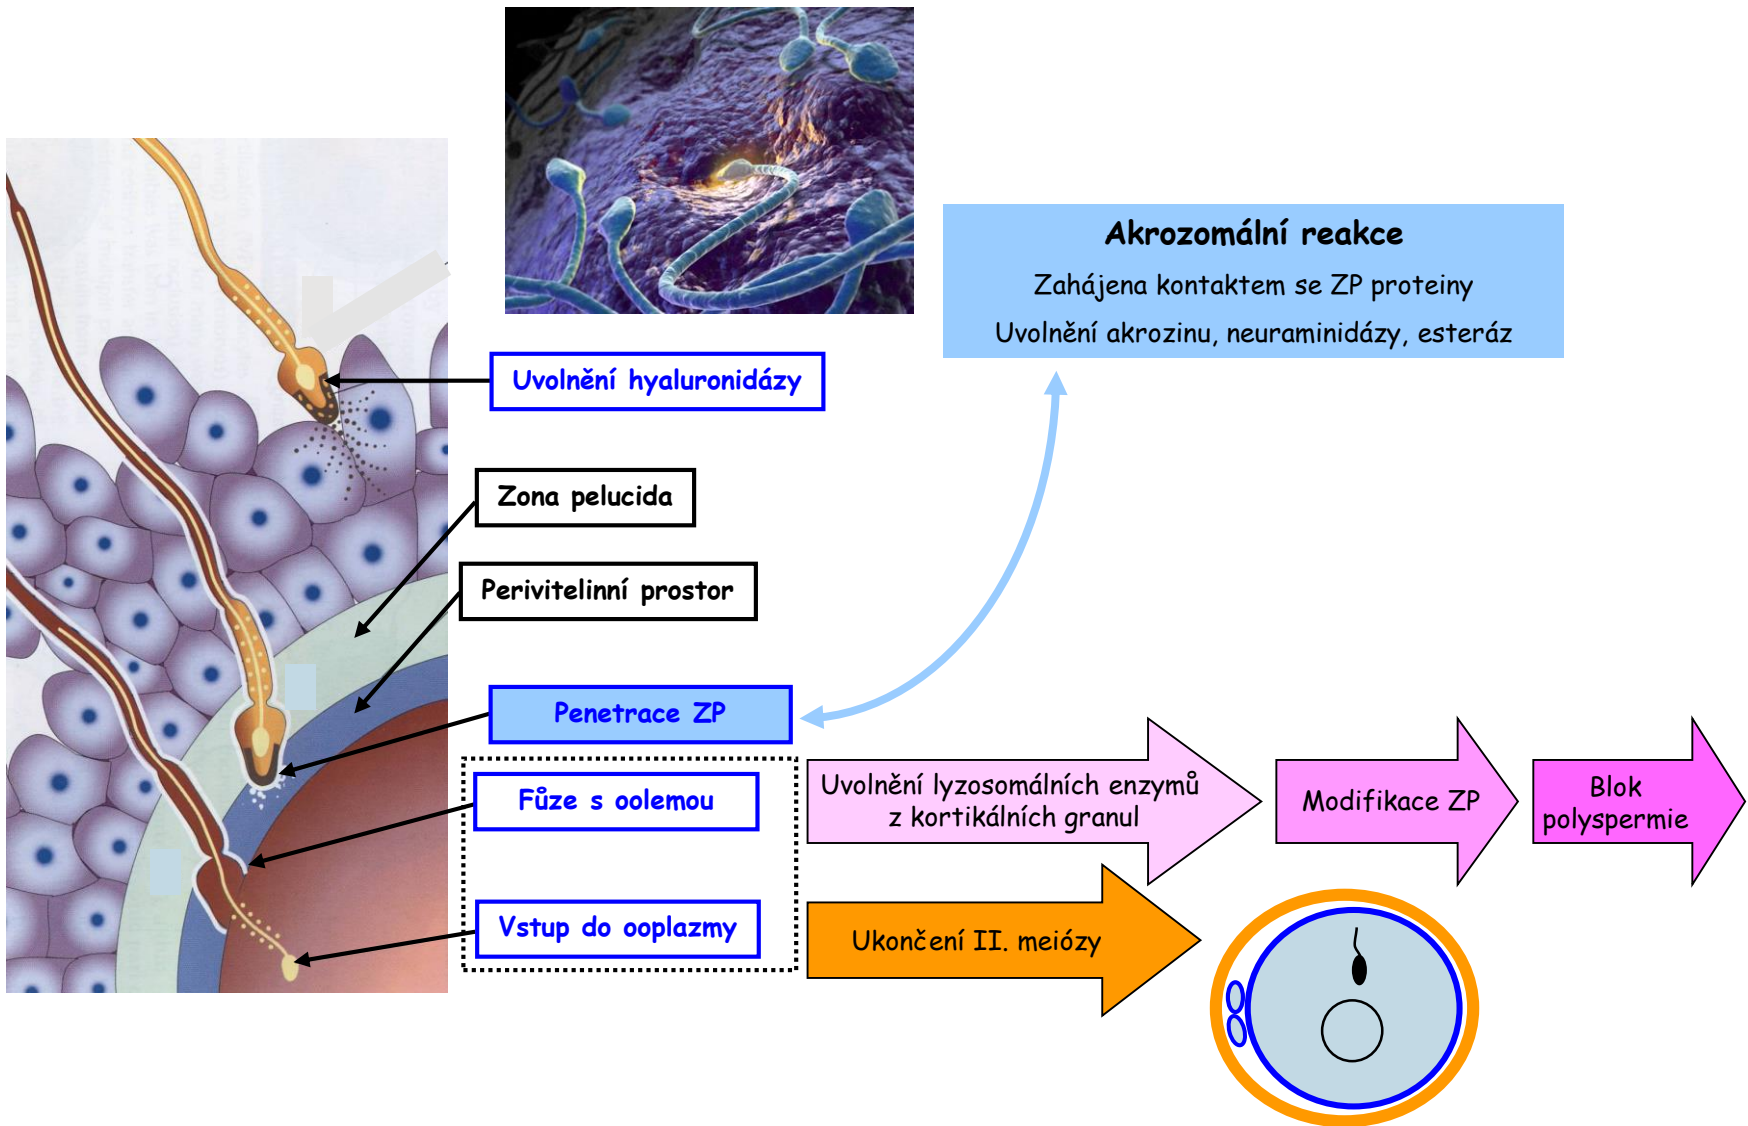 Akrozomální reakce
Zahájena kontaktem se ZP proteiny
Uvolnění akrozinu, neuraminidázy, esteráz
Uvolnění hyaluronidázy
Zona pelucida
Perivitelinní prostor
Penetrace ZP
Fůze s oolemou
Vstup do ooplazmy
Uvolnění lyzosomálních enzymů
z kortikálních granul
Modifikace ZP
Blok
polyspermie
Ukončení II. meiózy